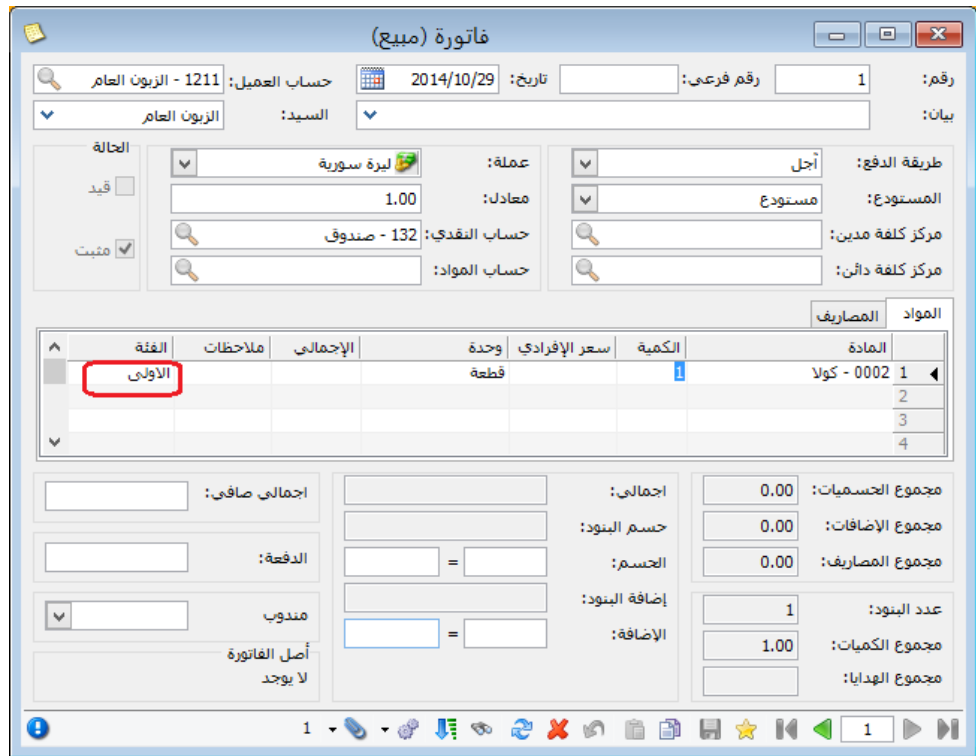 فاتورة (مبيع)
رقم: 1 رقم فرعي: تاريخ: 2014/10/29 حساب العميل: 1211 - الزبون العام
بيان: السيد: الزبون العام
طريقة الدفع: آجل عملة: ليرة سورية الحالة
المستودع: مستودع معادل: 1.00 قيد
مركز كلفة مدين: حساب النقدي: 132 - صندوق مثبت
مركز كلفة دائن: حساب المواد:
المواد المصاريف
المادة الكمية سعر الإفرادي وحدة الإجمالي ملاحظات الفئة
1 0002 - كولا 1 قطعة الاولى
2
3
4
مجموع الحسميات: 0.00 اجمالي: اجمالي صافي:
مجموع الإضافات: 0.00 حسم البنود:
مجموع المصاريف: 0.00 الحسم: = الدفعة:
عدد البنود: 1 إضافة البنود: مندوب
مجموع الكميات: 1.00 الإضافة: = أصل الفاتورة
مجموع الهدايا: لا يوجد
1 1